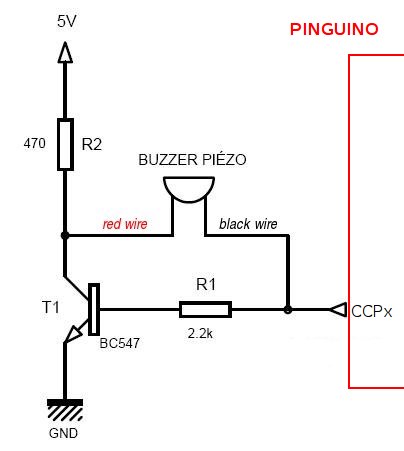 5V
PINGUINO
470
R2
BUZZER PIÉZO
red wire
black wire
R1
T1
CCPx
2.2k
BC547
GND